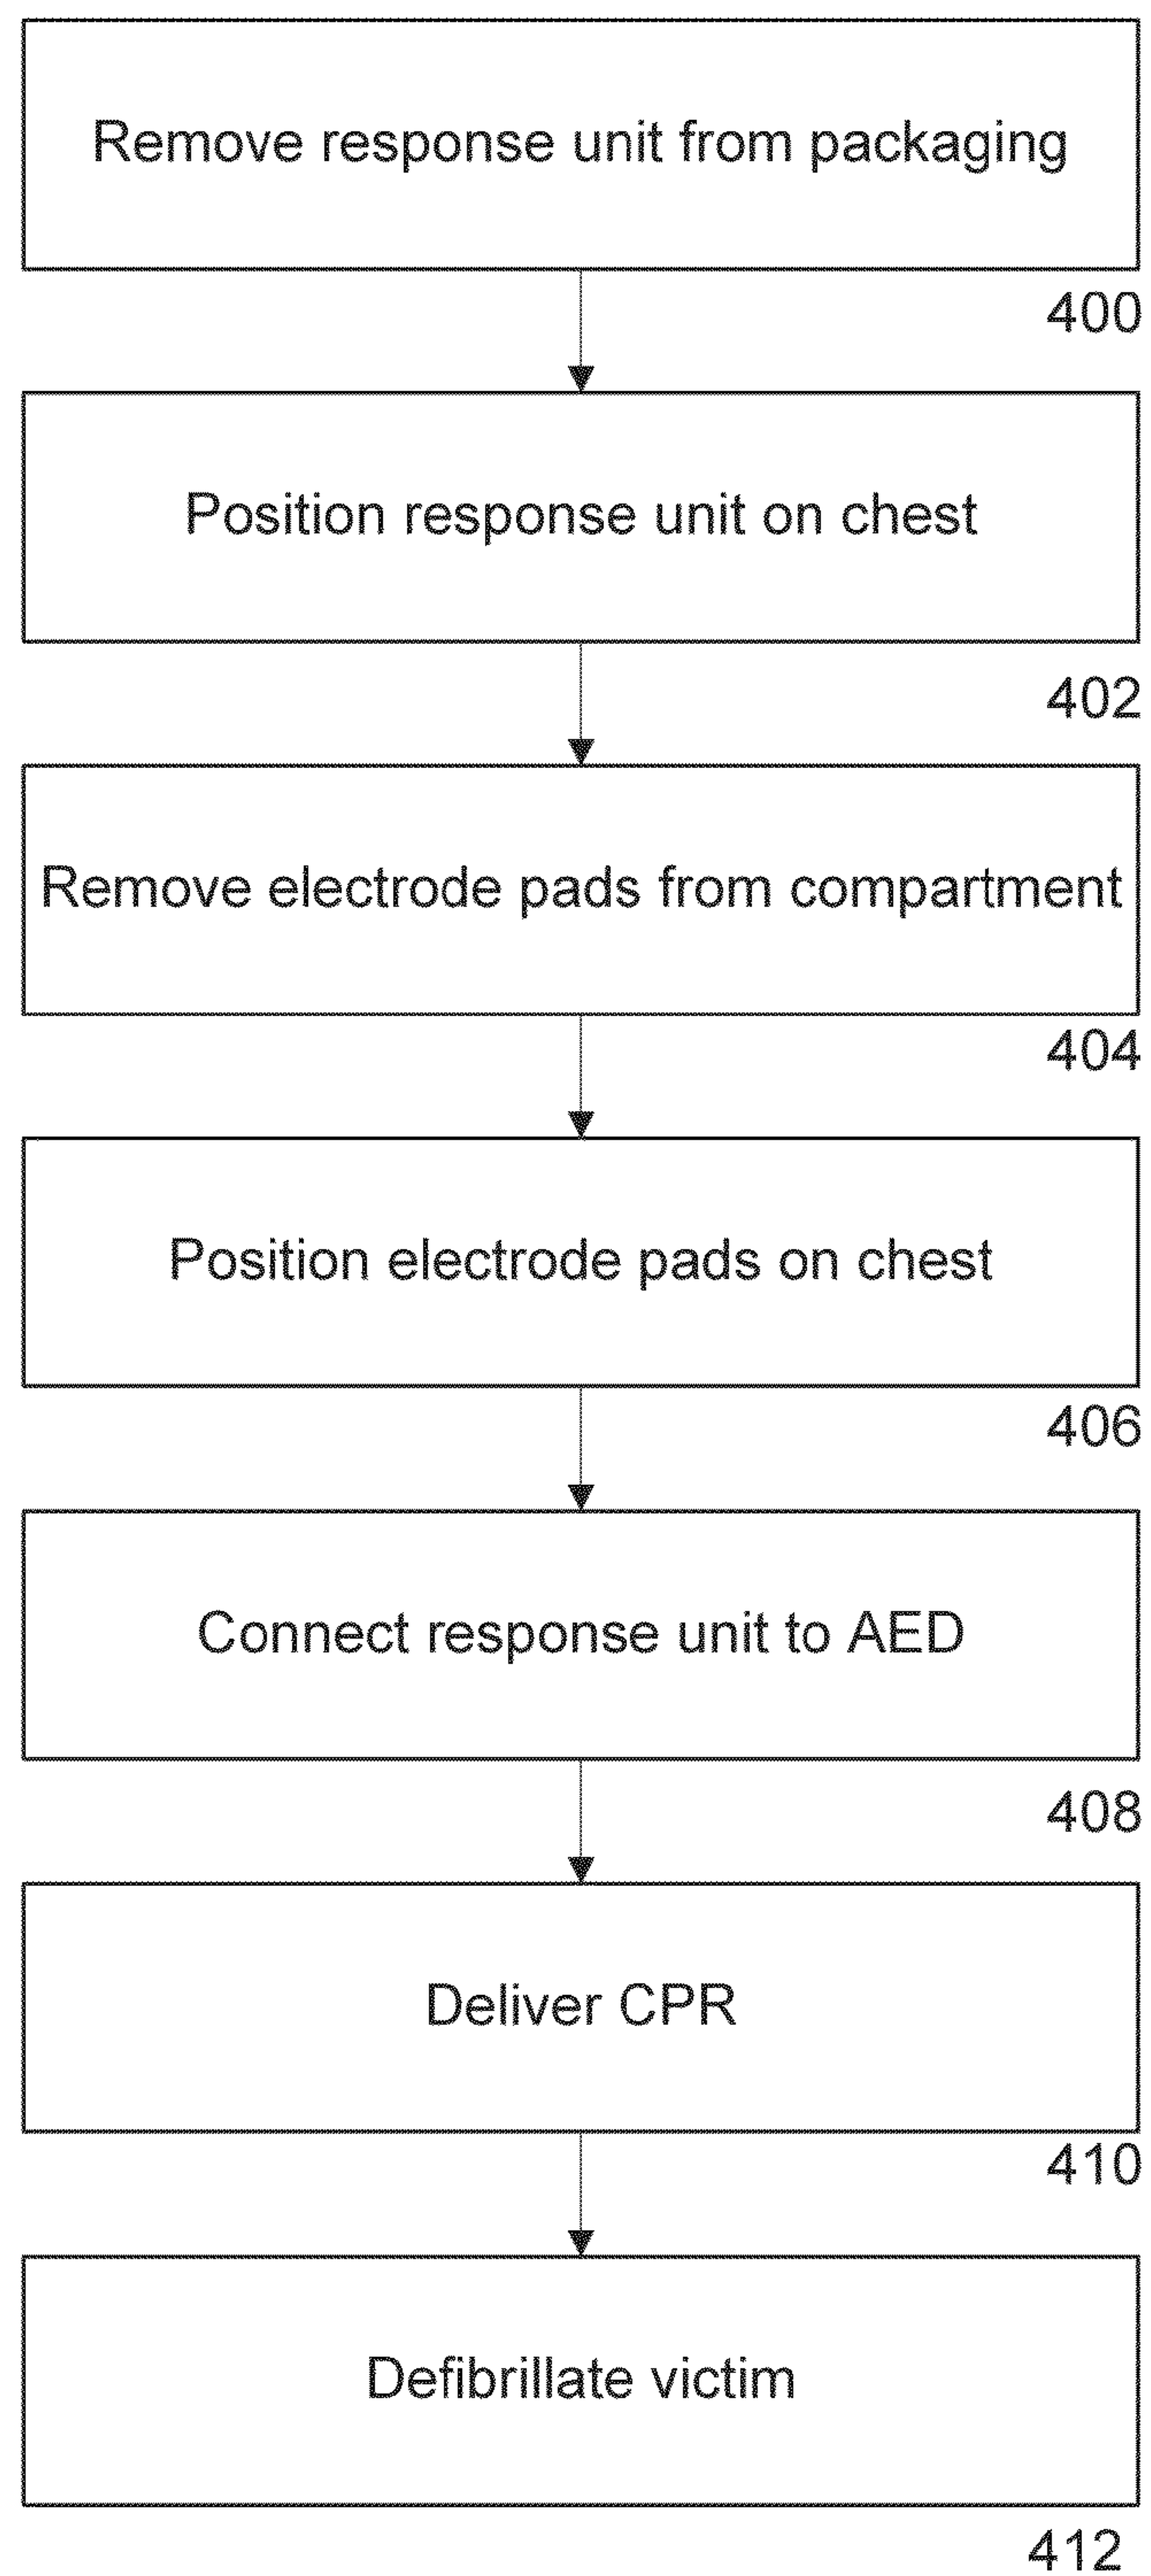 Remove response unit from packaging
400
Position response unit on chest
402
Remove electrode pads from compartment
404
Position electrode pads on chest
406
Connect response unit to AED
408
Deliver CPR
410
Defibrillate victim
412